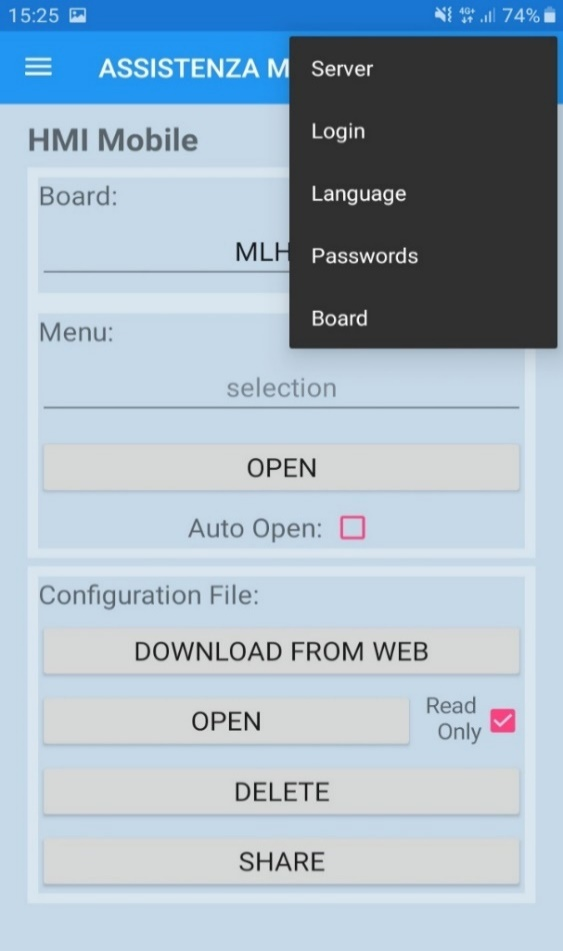 15:25 4G+ 74%
ASSISTENZA M
Server
Login
Language
Passwords
Board
HMI Mobile
Board:
MLH
Menu:
selection
OPEN
Auto Open:
Configuration File:
DOWNLOAD FROM WEB
OPEN
Read
Only
DELETE
SHARE